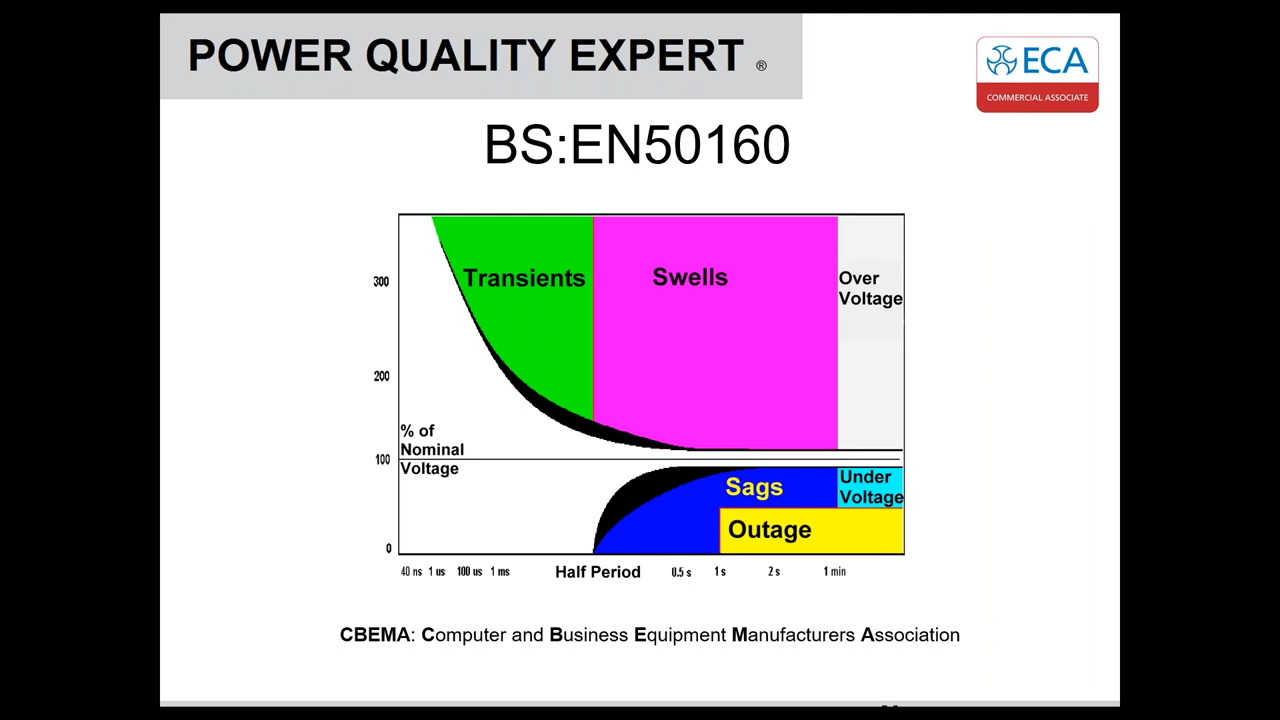 POWER QUALITY EXPERT ®
ECA
COMMERCIAL ASSOCIATE
BS:EN50160
300
200
100
0
% of
Nominal
Voltage
Transients
Swells
Over
Voltage
Sags
Under
Voltage
Outage
40 ns 1 us 100 us 1 ms Half Period 0.5 s 1 s 2 s 1 min
CBEMA: Computer and Business Equipment Manufacturers Association